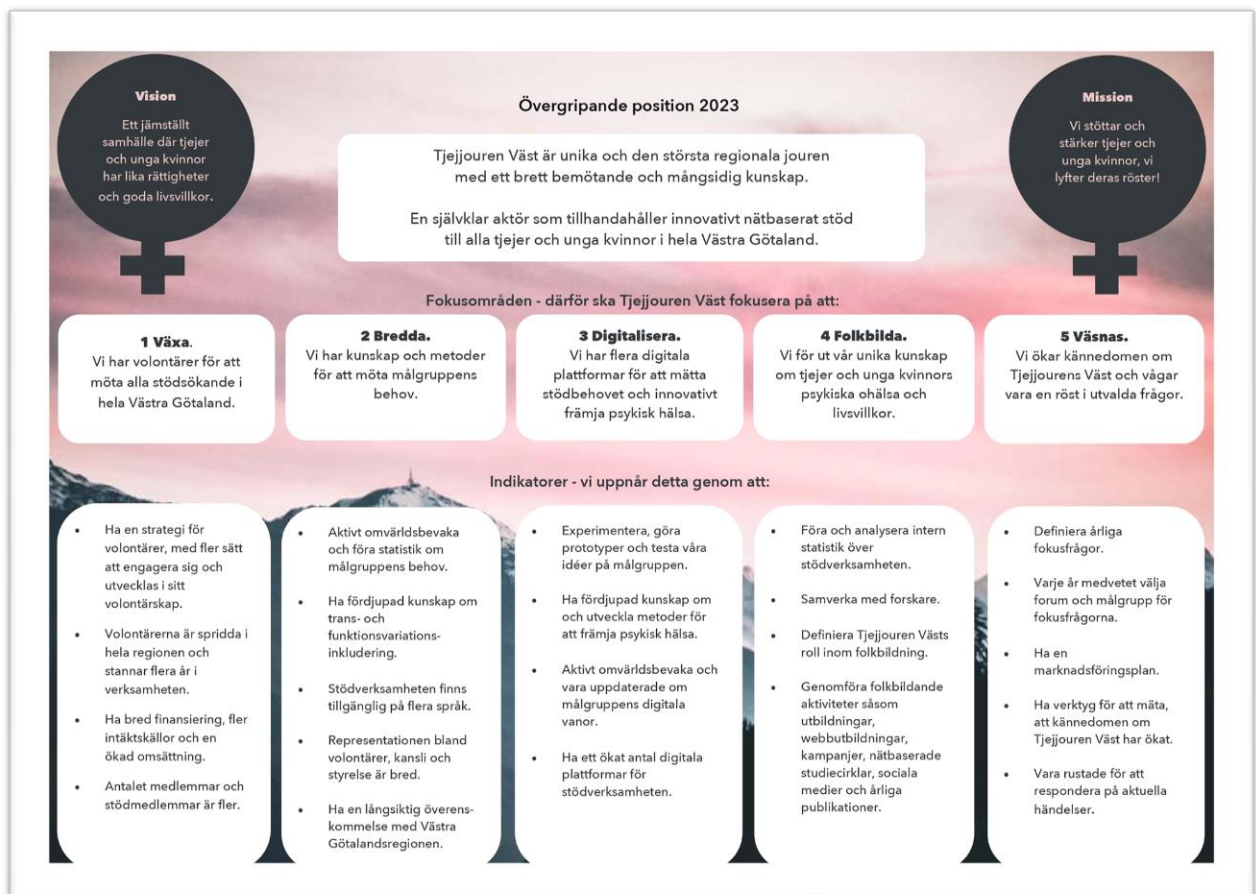 Vision
Ett jämställt
samhälle där tjejer
och unga kvinnor
har lika rättigheter
och goda livsvillkor.
Övergripande position 2023
Tjejjouren Väst är unika och den största regionala jouren
med ett brett bemötande och mångsidig kunskap.
En självklar aktör som tillhandahåller innovativt nätbaserat stöd
till alla tjejer och unga kvinnor i hela Västra Götaland.
Mission
Vi stöttar och
stärker tjejer och
unga kvinnor, vi
lyfter deras röster!
Fokusområden - därför ska Tjejjouren Väst fokusera på att:
1 Växa.
Vi har volontärer för att
möta alla stödsökande i
hela Västra Götaland.
2 Bredda.
Vi har kunskap och metoder
för att möta målgruppens
behov.
3 Digitalisera.
Vi har flera digitala
plattformar för att mätta
stödbehovet och innovativt
främja psykisk hälsa.
4 Folkbilda.
Vi för ut vår unika kunskap
om tjejer och unga kvinnors
psykiska ohälsa och
livsvillkor.
5 Väsnas.
Vi ökar kännedomen om
Tjejjourens Väst och vågar
vara en röst i utvalda frågor.
Indikatorer - vi uppnår detta genom att:
• Ha en strategi för
volontärer, med fler sätt
att engagera sig och
utvecklas i sitt
volontärskap.
• Volontärerna är spridda i
hela regionen och
stannar flera år i
verksamheten.
• Ha bred finansiering, fler
intäktskällor och en
ökad omsättning.
• Antalet medlemmar och
stödmedlemmar är fler.
• Aktivt omvärldsbevaka
och föra statistik om
målgruppens behov.
• Ha fördjupad kunskap om
trans- och
funktionsvariations-
inkludering.
• Stödverksamheten finns
tillgänglig på flera språk.
• Representationen bland
volontärer, kansli och
styrelse är bred.
• Ha en långsiktig överens-
kommelse med Västra
Götalandsregionen.
• Experimentera, göra
prototyper och testa våra
idéer på målgruppen.
• Ha fördjupad kunskap om
och utveckla metoder för
att främja psykisk hälsa.
• Aktivt omvärldsbevaka och
vara uppdaterade om
målgruppens digitala
vanor.
• Ha ett ökat antal digitala
plattformar för
stödverksamheten.
• Föra och analysera intern
statistik över
stödverksamheten.
• Samverka med forskare.
• Definiera Tjejjouren Västs
roll inom folkbildning.
• Genomföra folkbildande
aktiviteter såsom
utbildningar,
webbutbildningar,
kampanjer, nätbaserade
studiecirklar, sociala
medier och årliga
publikationer.
• Definiera årliga
fokusfrågor.
• Varje år medvetet välja
forum och målgrupp för
fokusfrågorna.
• Ha en
marknadsföringsplan.
• Ha verktyg för att mäta,
att kännedomen om
Tjejjouren Väst har ökat.
• Vara rustade för att
respondera på aktuella
händelser.